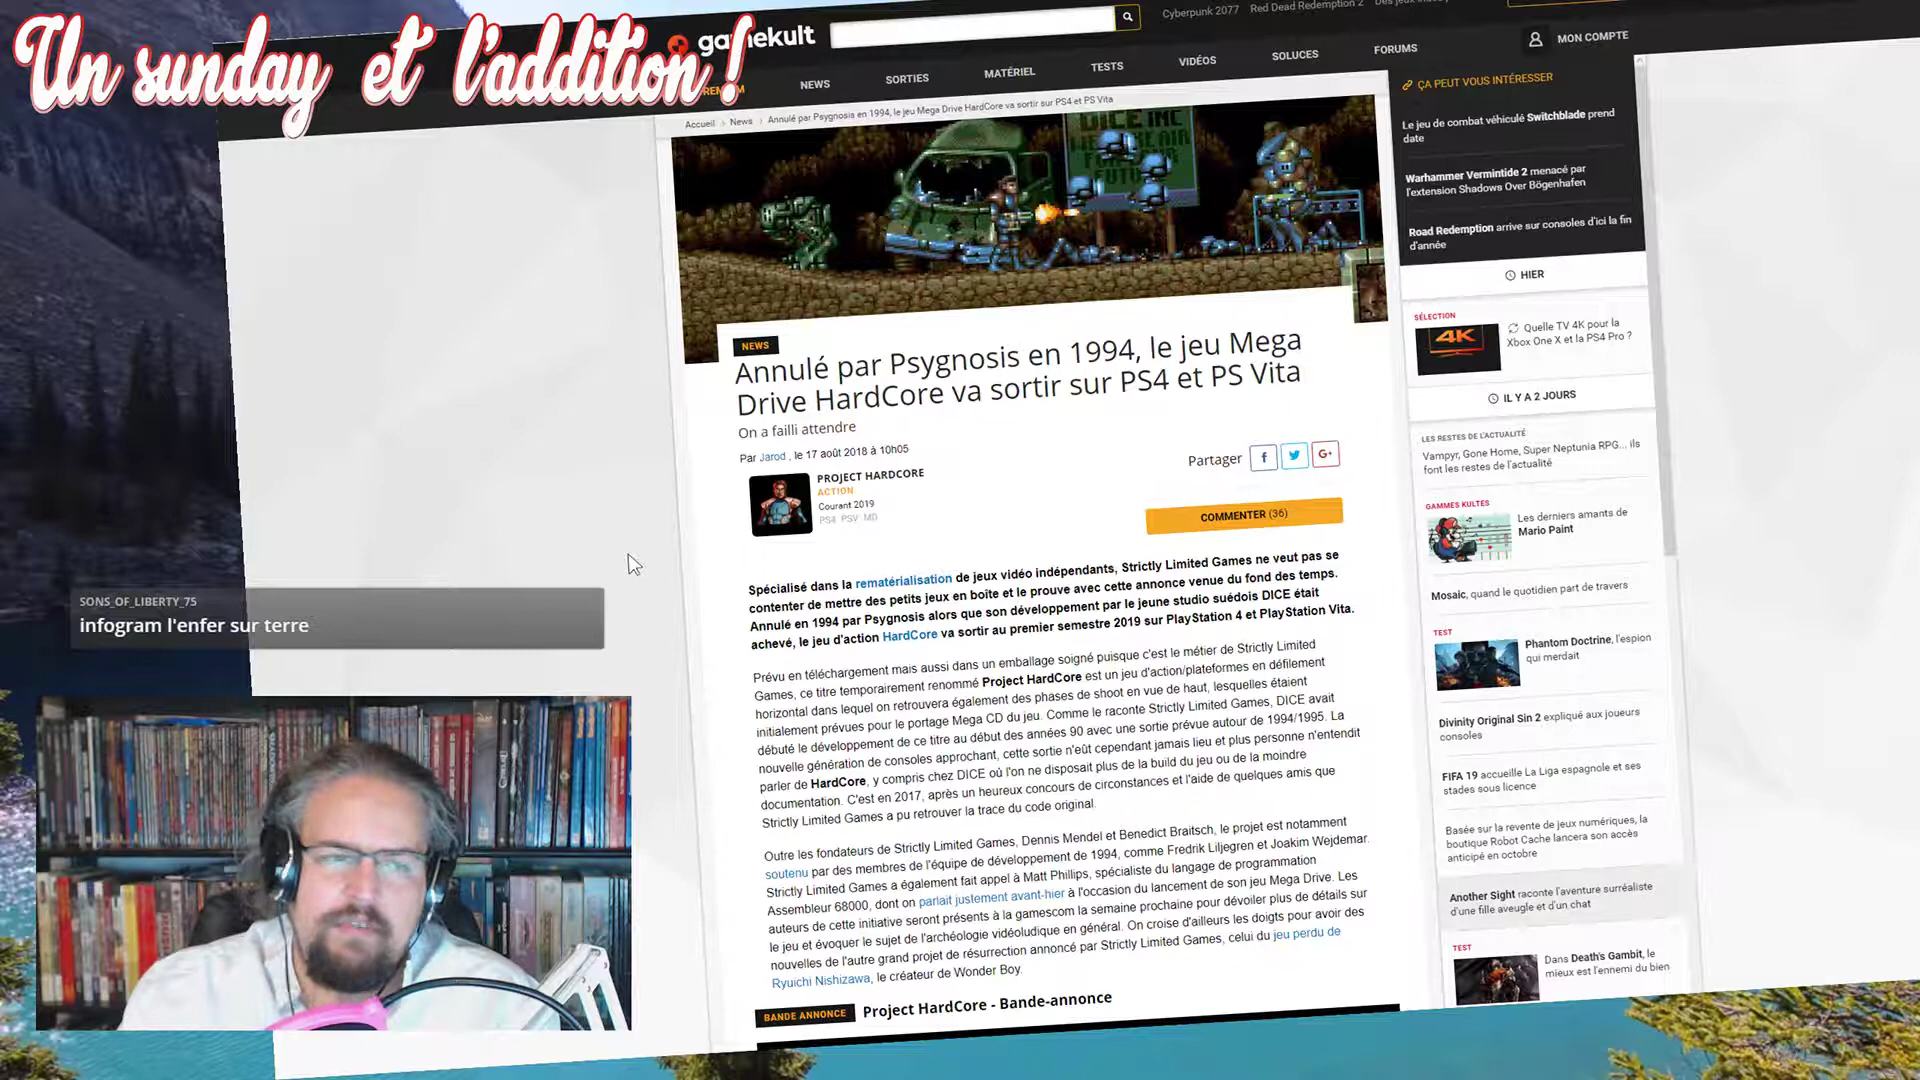 Un sunday et l'addition !
gamekult
Cyberpunk 2077 Red Dead Redemption 2
MON COMPTE
NEWS SORTIES MATÉRIEL TESTS VIDÉOS SOLUCES FORUMS
Accueil > News > Annulé par Psygnosis en 1994, le jeu Mega Drive HardCore va sortir sur PS4 et PS Vita
DICE INC
NEWS
Annulé par Psygnosis en 1994, le jeu Mega
Drive HardCore va sortir sur PS4 et PS Vita
On a failli attendre
Par Jarod , le 17 août 2018 à 10h05
PROJECT HARDCORE
ACTION
Courant 2019
PS4 PSV MD
Partager
f
G+
COMMENTER (36)
Spécialisé dans la rematérialisation de jeux vidéo indépendants, Strictly Limited Games ne veut pas se
contenter de mettre des petits jeux en boîte et le prouve avec cette annonce venue du fond des temps.
Annulé en 1994 par Psygnosis alors que son développement par le jeune studio suédois DICE était
achevé, le jeu d'action HardCore va sortir au premier semestre 2019 sur PlayStation 4 et PlayStation Vita.
Prévu en téléchargement mais aussi dans un emballage soigné puisque c'est le métier de Strictly Limited
Games, ce titre temporairement renommé Project HardCore est un jeu d'action/plateformes en défilement
horizontal dans lequel on retrouvera également des phases de shoot en vue de haut, lesquelles étaient
initialement prévues pour le portage Mega CD du jeu. Comme le raconte Strictly Limited Games, DICE avait
débuté le développement de ce titre au début des années 90 avec une sortie prévue autour de 1994/1995. La
nouvelle génération de consoles approchant, cette sortie n'eût cependant jamais lieu et plus personne n'entendit
parler de HardCore, y compris chez DICE où l'on ne disposait plus de la build du jeu ou de la moindre
documentation. C'est en 2017, après un heureux concours de circonstances et l'aide de quelques amis que
Strictly Limited Games a pu retrouver la trace du code original.
Outre les fondateurs de Strictly Limited Games, Dennis Mendel et Benedict Braitsch, le projet est notamment
soutenu par des membres de l'équipe de développement de 1994, comme Fredrik Liljegren et Joakim Wejdemar.
Strictly Limited Games a également fait appel à Matt Phillips, spécialiste du langage de programmation
Assembleur 68000, dont on parlait justement avant-hier à l'occasion du lancement de son jeu Mega Drive. Les
auteurs de cette initiative seront présents à la gamescom la semaine prochaine pour dévoiler plus de détails sur
le jeu et évoquer le sujet de l'archéologie vidéoludique en général. On croise d'ailleurs les doigts pour avoir des
nouvelles de l'autre grand projet de résurrection annoncé par Strictly Limited Games, celui du jeu perdu de
Ryuichi Nishizawa, le créateur de Wonder Boy.
BANDE ANNONCE Project HardCore - Bande-annonce
ÇA PEUT VOUS INTÉRESSER
Le jeu de combat véhiculé Switchblade prend
date
Warhammer Vermintide 2 menacé par
l'extension Shadows Over Bögenhafen
Road Redemption arrive sur consoles d'ici la fin
d'année
HIER
SÉLECTION
4K
Quelle TV 4K pour la
Xbox One X et la PS4 Pro ?
IL Y A 2 JOURS
LES RESTES DE L'ACTUALITÉ
Vampyr, Gone Home, Super Neptunia RPG... ils
font les restes de l'actualité
GAMMES KULTES
Les derniers amants de
Mario Paint
Mosaic, quand le quotidien part de travers
TEST
Phantom Doctrine, l'espion
qui merdait
Divinity Original Sin 2 expliqué aux joueurs
consoles
FIFA 19 accueille La Liga espagnole et ses
stades sous licence
Basée sur la revente de jeux numériques, la
boutique Robot Cache lancera son accès
anticipé en octobre
Another Sight raconte l'aventure surréaliste
d'une fille aveugle et d'un chat
TEST
Dans Death's Gambit, le
mieux est l'ennemi du bien
SONS_OF_LIBERTY_75
infogram l'enfer sur terre